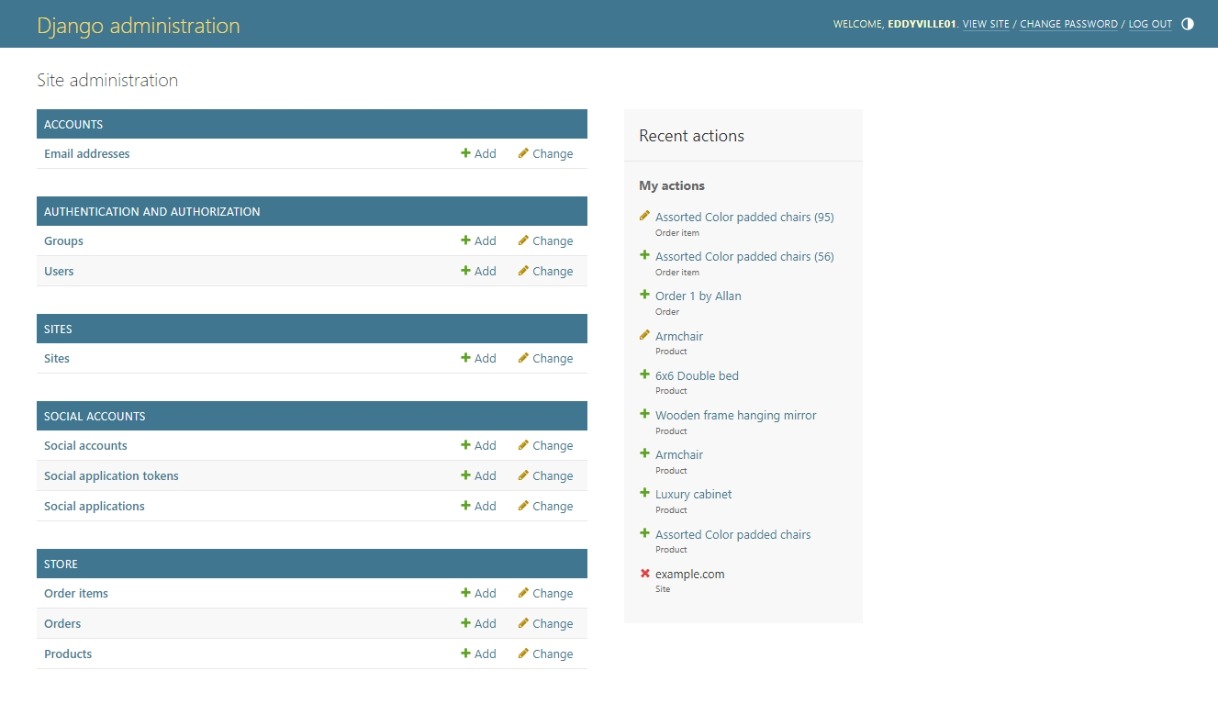 Django administration
WELCOME, EDDYVILLE01. VIEW SITE / CHANGE PASSWORD / LOG OUT
Site administration
ACCOUNTS
Email addresses Add Change
AUTHENTICATION AND AUTHORIZATION
Groups Add Change
Users Add Change
SITES
Sites Add Change
SOCIAL ACCOUNTS
Social accounts Add Change
Social application tokens Add Change
Social applications Add Change
STORE
Order items Add Change
Orders Add Change
Products Add Change
Recent actions
My actions
Assorted Color padded chairs (95)
Order item
Assorted Color padded chairs (56)
Order item
Order 1 by Allan
Order
Armchair
Product
6x6 Double bed
Product
Wooden frame hanging mirror
Product
Armchair
Product
Luxury cabinet
Product
Assorted Color padded chairs
Product
example.com
Site